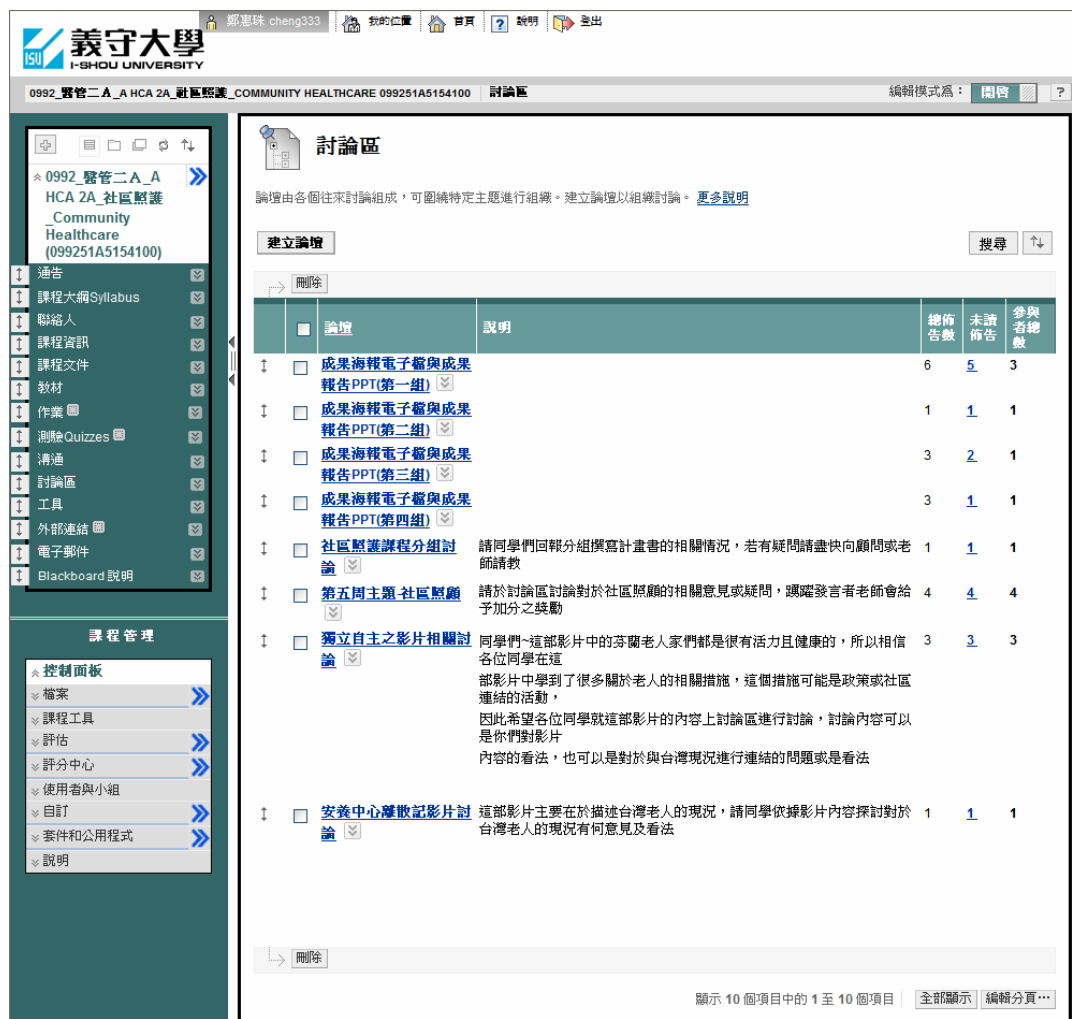 鄭惠珠 cheng333 我的位置 首頁 ? 說明 登出
ISU 義守大學
I-SHOU UNIVERSITY
0992_醫管二A_A HCA 2A_社區照護_COMMUNITY HEALTHCARE 099251A5154100 討論區 編輯模式為: 開啓 ?
0992_醫管二A_A
HCA 2A_社區照護
_Community
Healthcare
(099251A5154100)
通告
課程大綱Syllabus
聯絡人
課程資訊
課程文件
教材
作業
測驗Quizzes
溝通
討論區
工具
外部連結
電子郵件
Blackboard 說明
課程管理
控制面板
檔案
課程工具
評估
評分中心
使用者與小組
自訂
套件和公用程式
說明
討論區
論壇由各個往來討論組成，可圍繞特定主題進行組織。建立論壇以組織討論。 更多說明
建立論壇 搜尋
刪除
論壇 說明 總佈告數 未讀佈告 參與者總數
成果海報電子檔與成果 6 5 3
報告PPT(第一組)
成果海報電子檔與成果 1 1 1
報告PPT(第二組)
成果海報電子檔與成果 3 2 1
報告PPT(第三組)
成果海報電子檔與成果 3 1 1
報告PPT(第四組)
社區照護課程分組討 請同學們回報分組撰寫計畫書的相關情況，若有疑問請盡快向顧問或老 1 1 1
論 師請教
第五周主題-社區照顧 請於討論區討論對於社區照顧的相關意見或疑問，踴躍發言者老師會給 4 4 4
予加分之獎勵
獨立自主之影片相關討 同學們~這部影片中的芬蘭老人家們都是很有活力且健康的，所以相信 3 3 3
論 各位同學在這
部影片中學到了很多關於老人的相關措施，這個措施可能是政策或社區
連結的活動，
因此希望各位同學就這部影片的內容上討論區進行討論，討論內容可以
是你們對影片
內容的看法，也可以是對於與台灣現況進行連結的問題或是看法
安養中心離散記影片討 這部影片主要在於描述台灣老人的現況，請同學依據影片內容探討對於 1 1 1
論 台灣老人的現況有何意見及看法
刪除
顯示 10 個項目中的 1 至 10 個項目 全部顯示 編輯分頁…